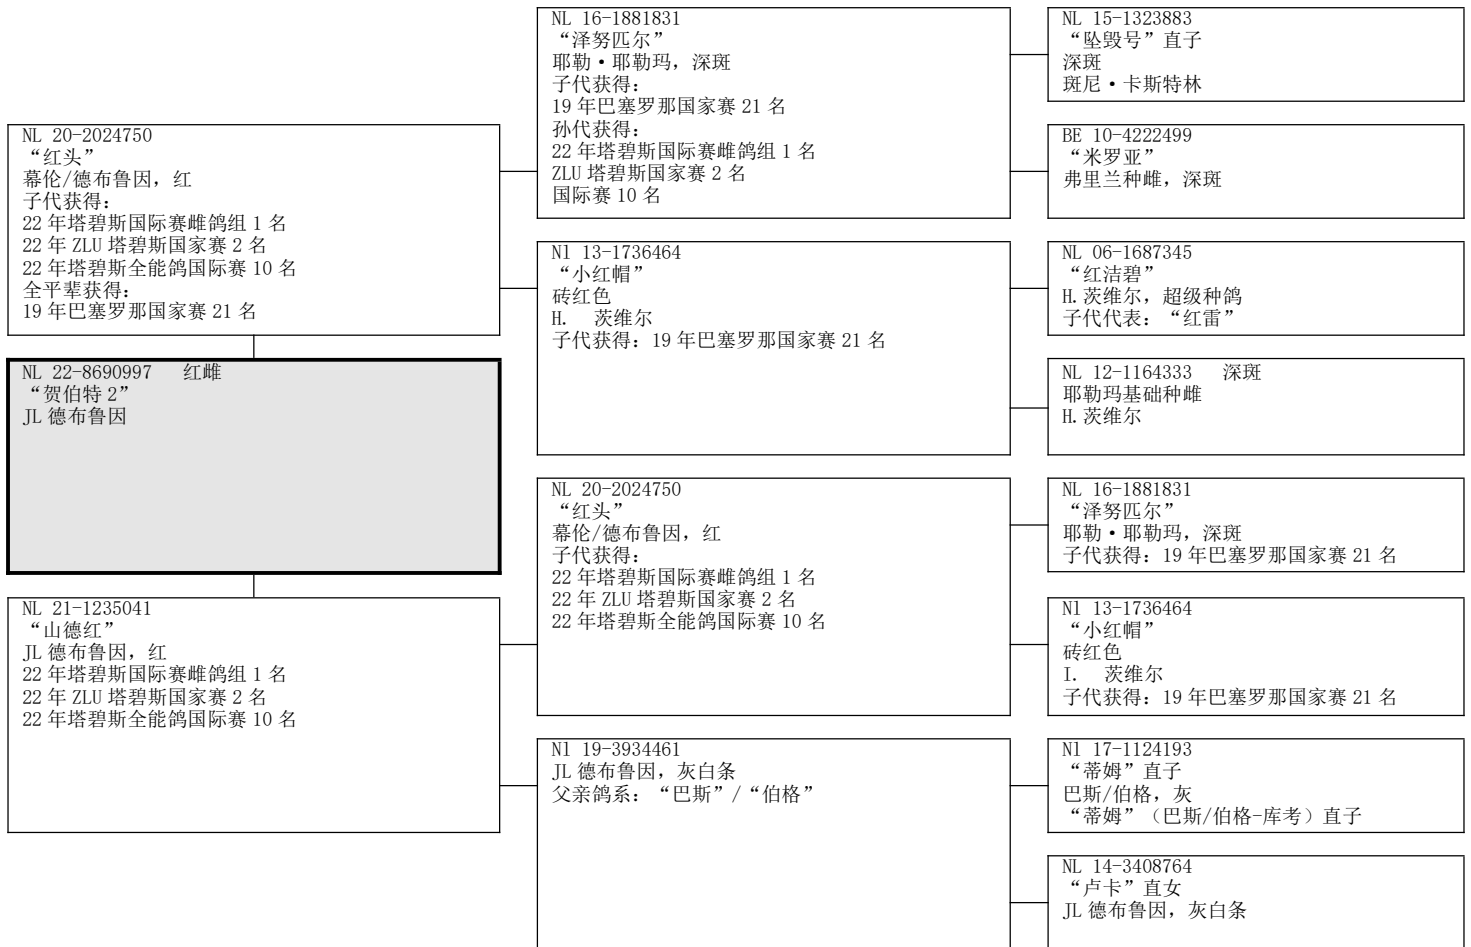 NL 20-2024750
“红头”
幕伦/德布鲁因，红
子代获得：
22 年塔碧斯国际赛雌鸽组 1 名
22 年 ZLU 塔碧斯国家赛 2 名
22 年塔碧斯全能鸽国际赛 10 名
全平辈获得：
19 年巴塞罗那国家赛 21 名
NL 22-8690997 红雌
“贺伯特 2”
JL 德布鲁因
NL 21-1235041
“山德红”
JL 德布鲁因，红
22 年塔碧斯国际赛雌鸽组 1 名
22 年 ZLU 塔碧斯国家赛 2 名
22 年塔碧斯全能鸽国际赛 10 名
NL 16-1881831
“泽努匹尔”
耶勒·耶勒玛，深斑
子代获得：
19 年巴塞罗那国家赛 21 名
孙代获得：
22 年塔碧斯国际赛雌鸽组 1 名
ZLU 塔碧斯国家赛 2 名
国际赛 10 名
Nl 13-1736464
“小红帽”
砖红色
H. 茨维尔
子代获得：19 年巴塞罗那国家赛 21 名
NL 20-2024750
“红头”
幕伦/德布鲁因，红
子代获得：
22 年塔碧斯国际赛雌鸽组 1 名
22 年 ZLU 塔碧斯国家赛 2 名
22 年塔碧斯全能鸽国际赛 10 名
Nl 19-3934461
JL 德布鲁因，灰白条
父亲鸽系：“巴斯”/“伯格”
NL 15-1323883
“坠毁号”直子
深斑
斑尼·卡斯特林
BE 10-4222499
“米罗亚”
弗里兰种雌，深斑
NL 06-1687345
“红洁碧”
H.茨维尔，超级种鸽
子代代表：“红雷”
NL 12-1164333 深斑
耶勒玛基础种雌
H.茨维尔
NL 16-1881831
“泽努匹尔”
耶勒·耶勒玛，深斑
子代获得：19 年巴塞罗那国家赛 21 名
Nl 13-1736464
“小红帽”
砖红色
I. 茨维尔
子代获得：19 年巴塞罗那国家赛 21 名
Nl 17-1124193
“蒂姆”直子
巴斯/伯格，灰
“蒂姆”（巴斯/伯格-库考）直子
NL 14-3408764
“卢卡”直女
JL 德布鲁因，灰白条